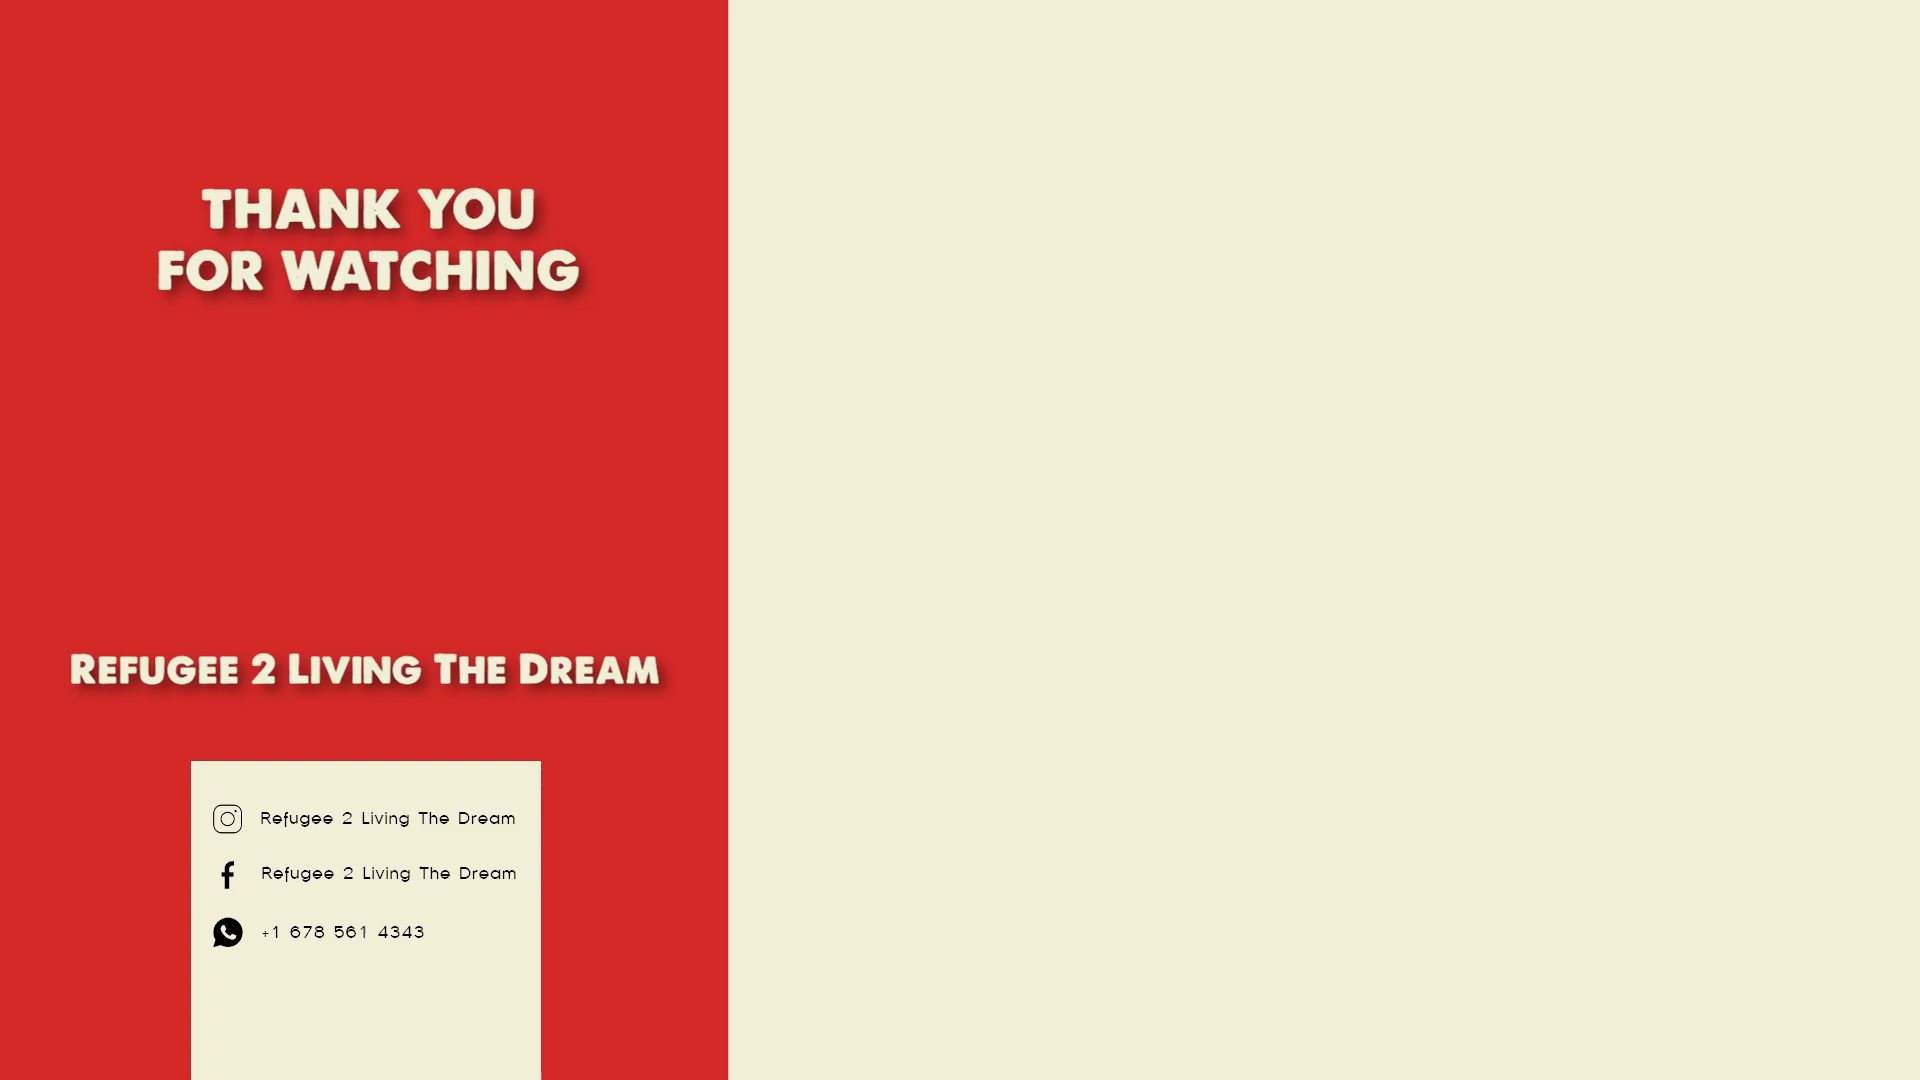 THANK YOU
FOR WATCHING
REFUGEE 2 LIVING THE DREAM
Refugee 2 Living The Dream
Refugee 2 Living The Dream
+1 678 561 4343